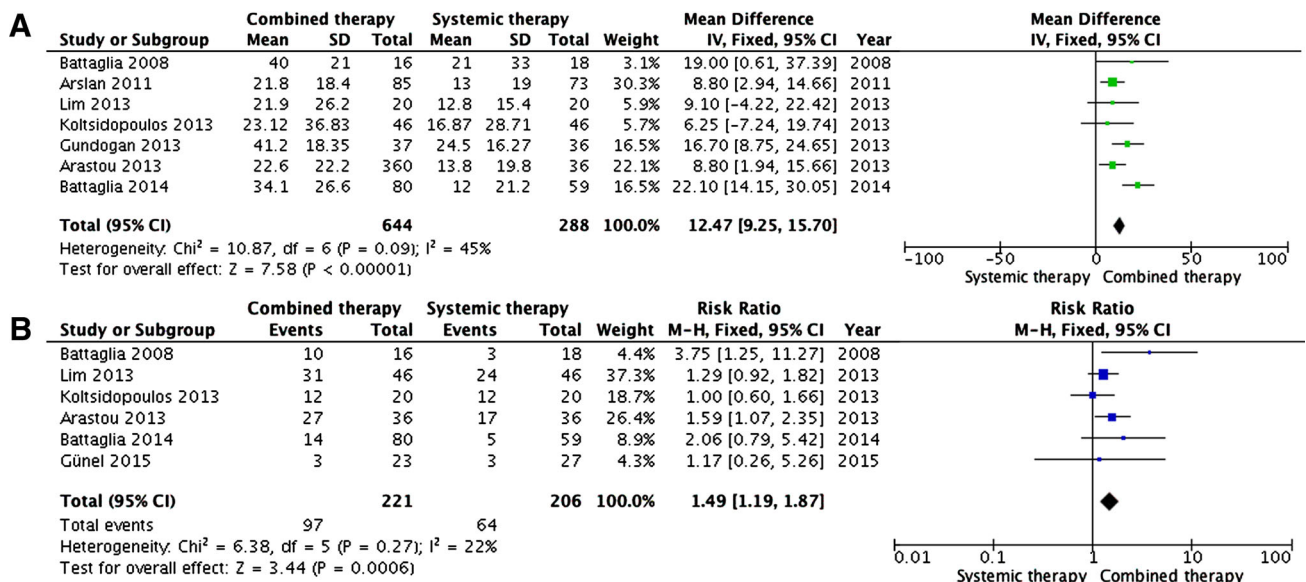 A
Combined therapy Systemic therapy Mean Difference Mean Difference
Study or Subgroup Mean SD Total Mean SD Total Weight IV, Fixed, 95% CI Year IV, Fixed, 95% CI
Battaglia 2008 40 21 16 21 33 18 3.1% 19.00 [0.61, 37.39] 2008
Arslan 2011 21.8 18.4 85 13 19 73 30.3% 8.80 [2.94, 14.66] 2011
Lim 2013 21.9 26.2 20 12.8 15.4 20 5.9% 9.10 [−4.22, 22.42] 2013
Koltsidopoulos 2013 23.12 36.83 46 16.87 28.71 46 5.7% 6.25 [−7.24, 19.74] 2013
Gundogan 2013 41.2 18.35 37 24.5 16.27 36 16.5% 16.70 [8.75, 24.65] 2013
Arastou 2013 22.6 22.2 360 13.8 19.8 36 22.1% 8.80 [1.94, 15.66] 2013
Battaglia 2014 34.1 26.6 80 12 21.2 59 16.5% 22.10 [14.15, 30.05] 2014
Total (95% CI) 644 288 100.0% 12.47 [9.25, 15.70]
Heterogeneity: Chi² = 10.87, df = 6 (P = 0.09); I² = 45%
Test for overall effect: Z = 7.58 (P < 0.00001)
-100 -50 0 50 100
Systemic therapy Combined therapy
B
Combined therapy Systemic therapy Risk Ratio Risk Ratio
Study or Subgroup Events Total Events Total Weight M−H, Fixed, 95% CI Year M−H, Fixed, 95% CI
Battaglia 2008 10 16 3 18 4.4% 3.75 [1.25, 11.27] 2008
Lim 2013 31 46 24 46 37.3% 1.29 [0.92, 1.82] 2013
Koltsidopoulos 2013 12 20 12 20 18.7% 1.00 [0.60, 1.66] 2013
Arastou 2013 27 36 17 36 26.4% 1.59 [1.07, 2.35] 2013
Battaglia 2014 14 80 5 59 8.9% 2.06 [0.79, 5.42] 2014
Günel 2015 3 23 3 27 4.3% 1.17 [0.26, 5.26] 2015
Total (95% CI) 221 206 100.0% 1.49 [1.19, 1.87]
Total events 97 64
Heterogeneity: Chi² = 6.38, df = 5 (P = 0.27); I² = 22%
Test for overall effect: Z = 3.44 (P = 0.0006)
0.01 0.1 1 10 100
Systemic therapy Combined therapy